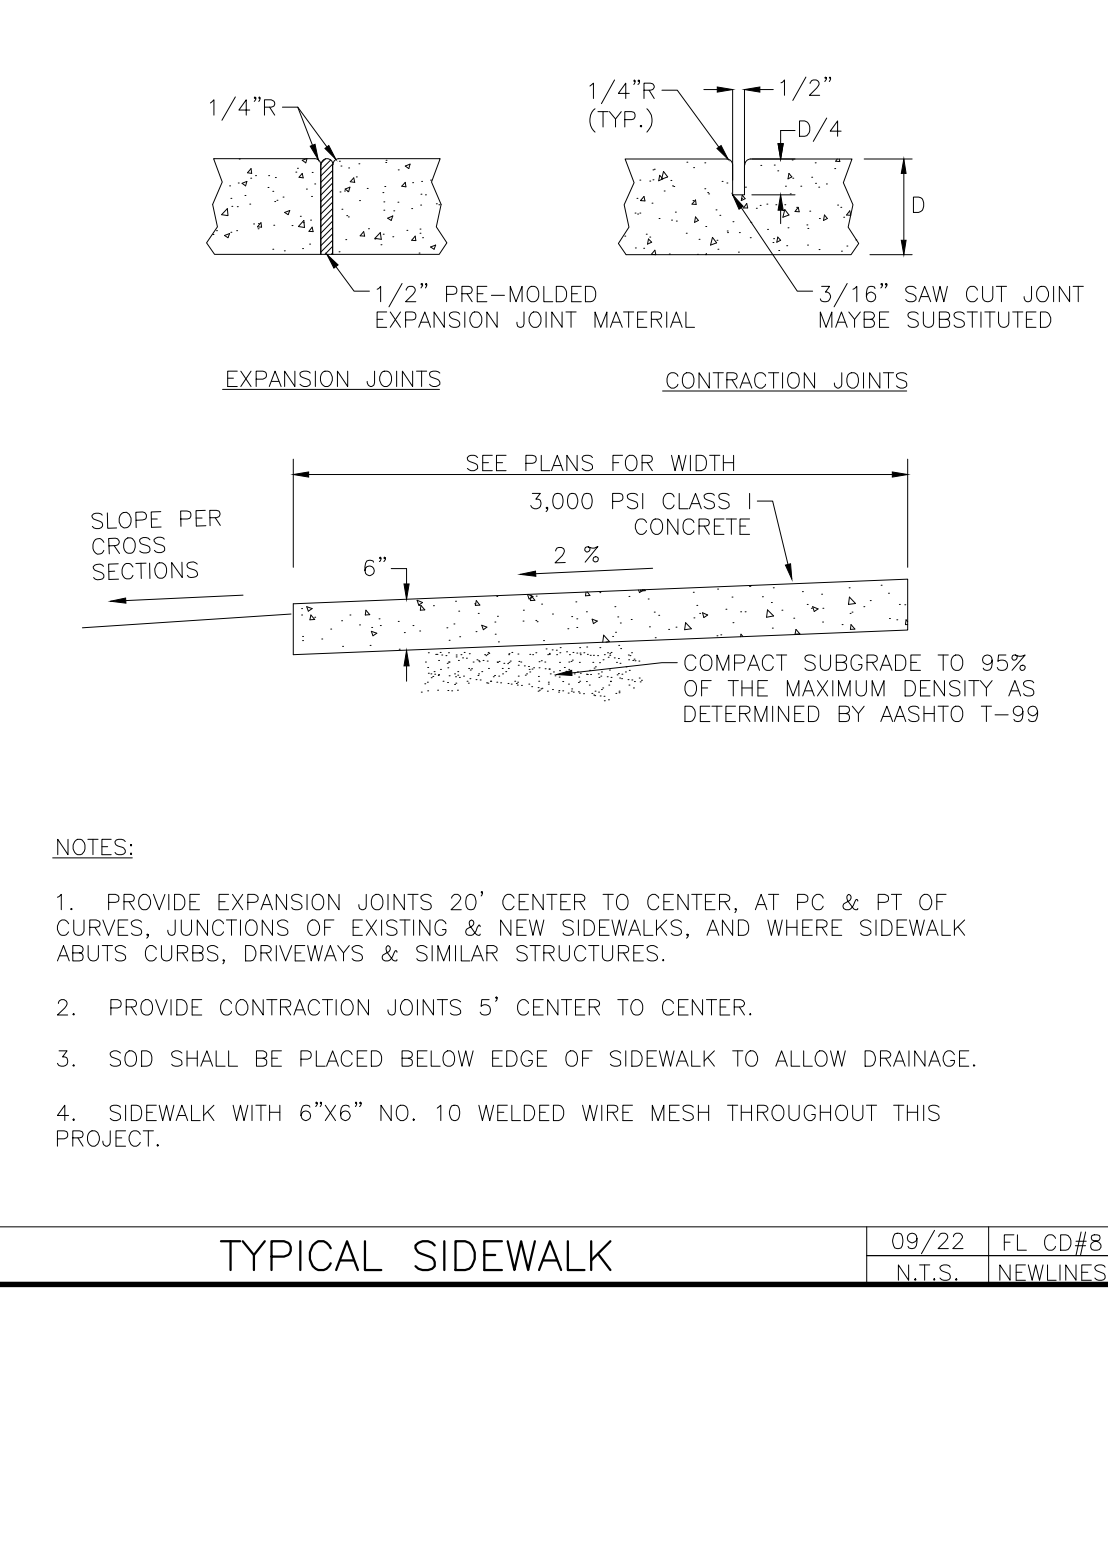 1/4”R
1/4”R
(TYP.)
1/2”
D/4
D
1/2” PRE–MOLDED
EXPANSION JOINT MATERIAL
3/16” SAW CUT JOINT
MAYBE SUBSTITUTED
EXPANSION JOINTS
CONTRACTION JOINTS
SEE PLANS FOR WIDTH
3,000 PSI CLASS I
CONCRETE
SLOPE PER
CROSS
SECTIONS
2 %
6”
COMPACT SUBGRADE TO 95%
OF THE MAXIMUM DENSITY AS
DETERMINED BY AASHTO T–99
NOTES:
1. PROVIDE EXPANSION JOINTS 20’ CENTER TO CENTER, AT PC & PT OF
CURVES, JUNCTIONS OF EXISTING & NEW SIDEWALKS, AND WHERE SIDEWALK
ABUTS CURBS, DRIVEWAYS & SIMILAR STRUCTURES.
2. PROVIDE CONTRACTION JOINTS 5’ CENTER TO CENTER.
3. SOD SHALL BE PLACED BELOW EDGE OF SIDEWALK TO ALLOW DRAINAGE.
4. SIDEWALK WITH 6”X6” NO. 10 WELDED WIRE MESH THROUGHOUT THIS
PROJECT.
TYPICAL SIDEWALK
09/22
FL CD#8
N.T.S.
NEWLINES